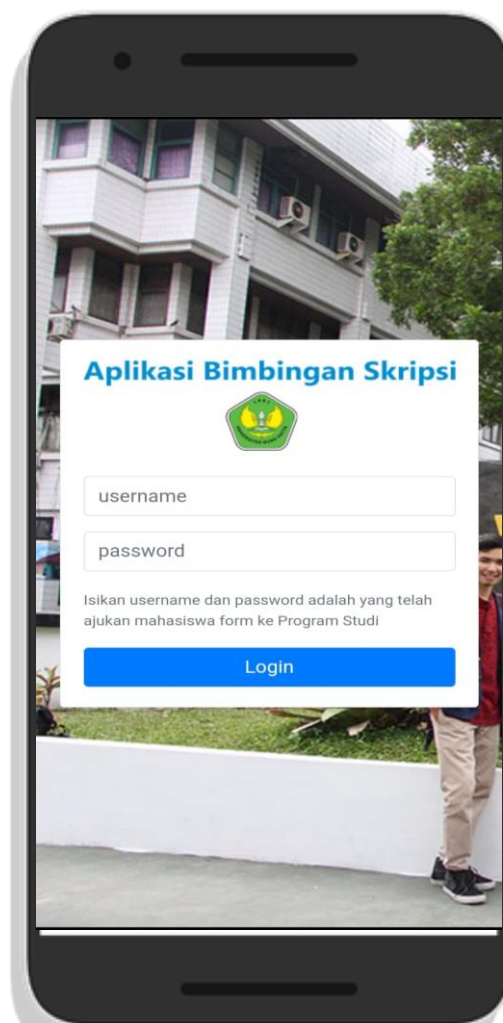 Aplikasi Bimbingan Skripsi
username
password
Isikan username dan password adalah yang telah
ajukan mahasiswa form ke Program Studi
Login